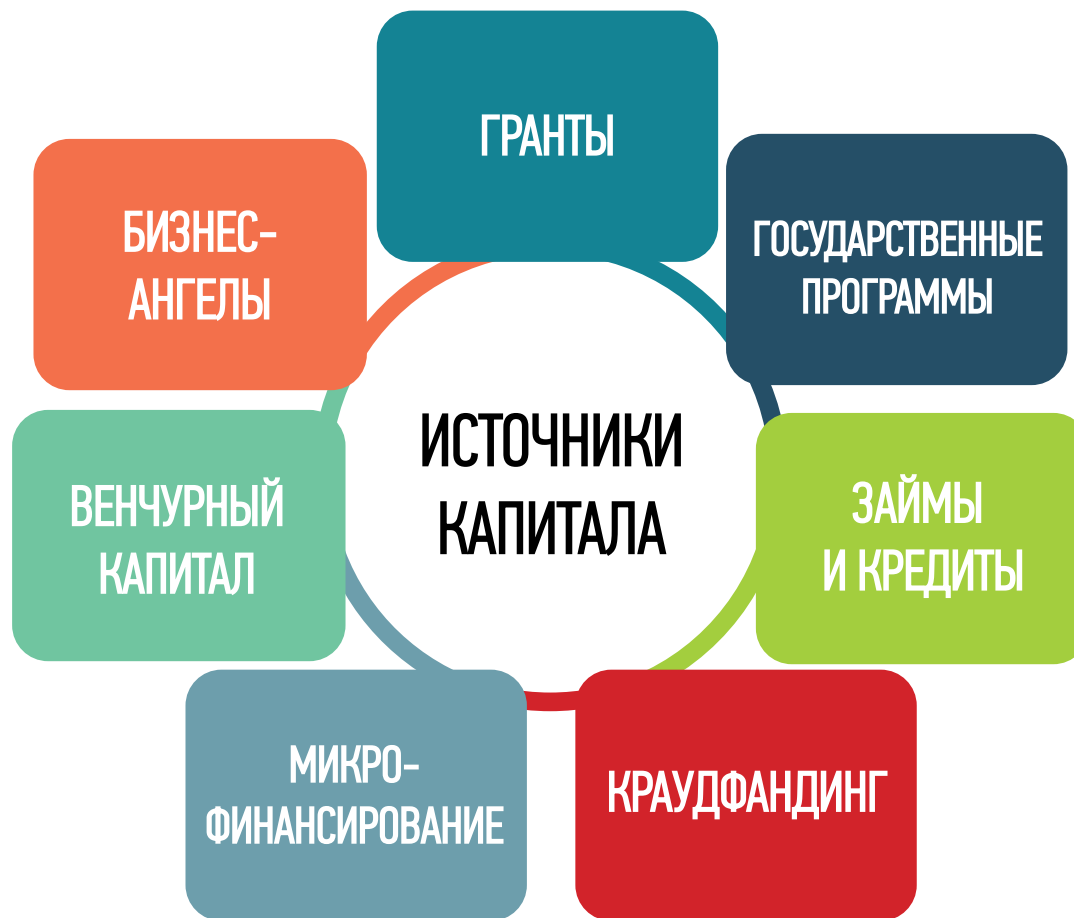 ГРАНТЫ
БИЗНЕС-
АНГЕЛЫ
ГОСУДАРСТВЕННЫЕ
ПРОГРАММЫ
ИСТОЧНИКИ
КАПИТАЛА
ВЕНЧУРНЫЙ
КАПИТАЛ
ЗАЙМЫ
И КРЕДИТЫ
МИКРО-
ФИНАНСИРОВАНИЕ
КРАУДФАНДИНГ